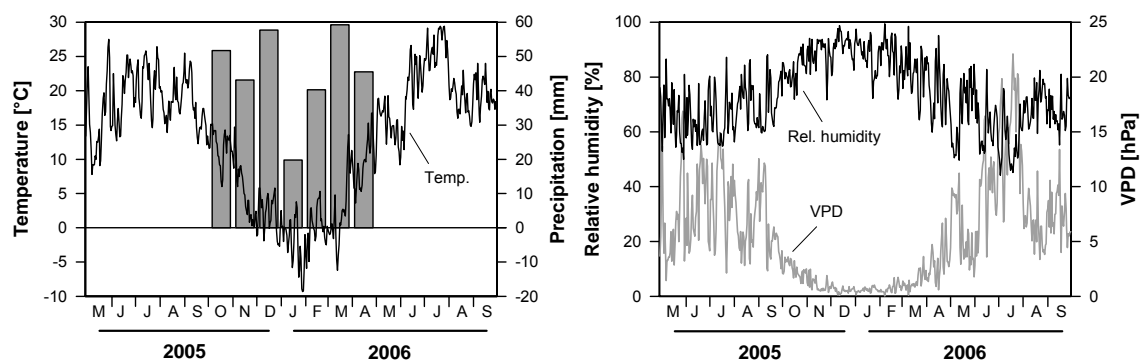 30 60
25 50
20 40
15 30
10 20
5 10
0 0
-5 -10
-10 -20
Temperature [°C]
Precipitation [mm]
Temp.
M J J A S O N D J F M A M J J A S
2005 2006
100 25
80 20
60 15
40 10
20 5
0 0
Relative humidity [%]
VPD [hPa]
Rel. humidity
VPD
M J J A S O N D J F M A M J J A S
2005 2006